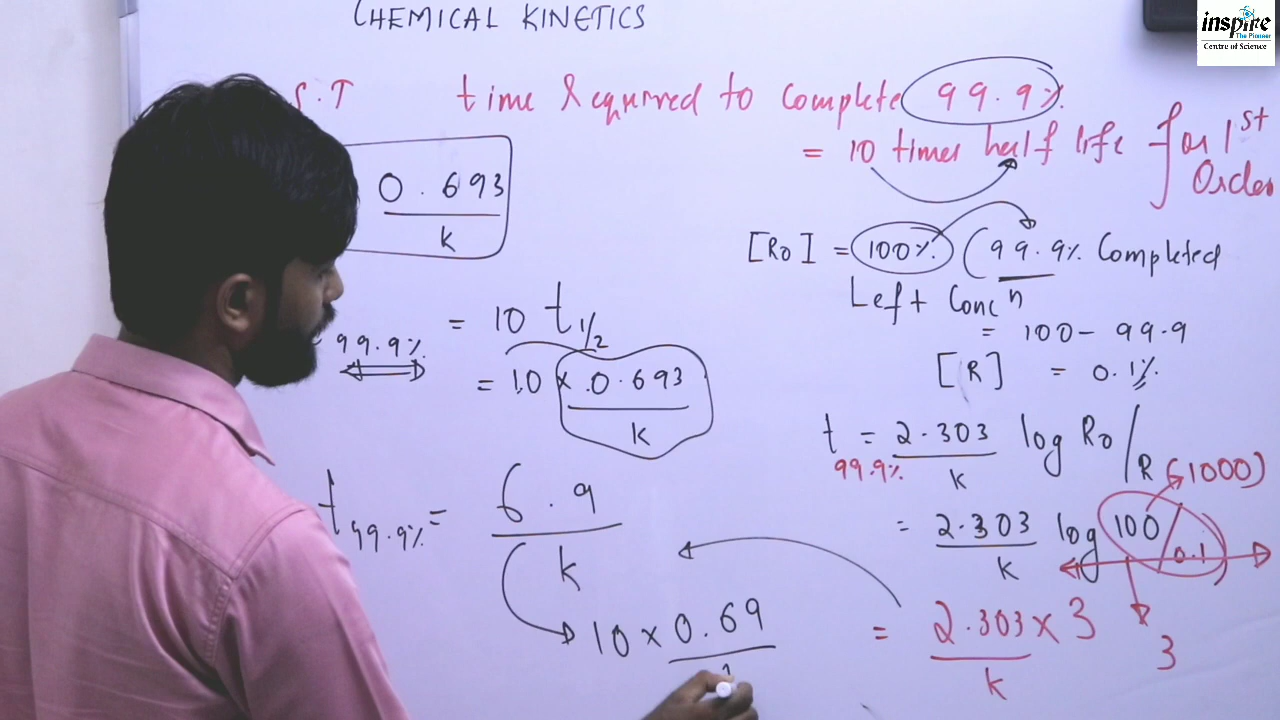 CHEMICAL KINETICS
inspire
The Pioneer
Centre of Science
S.T time required to complete 99.9%
= 10 times half life for 1st Order
0.693
k
[Ro] = 100% (99.9% Completed
Left Concn
= 100 - 99.9
[R] = 0.1%
99.9% = 10 t1/2
= 10 × 0.693
k
t99.9% = 6.9
k
10 × 0.69
t99.9% = 2.303 log Ro/R
k
= 2.303 log 100/0.1 (1000)
k
3
= 2.303 × 3
k